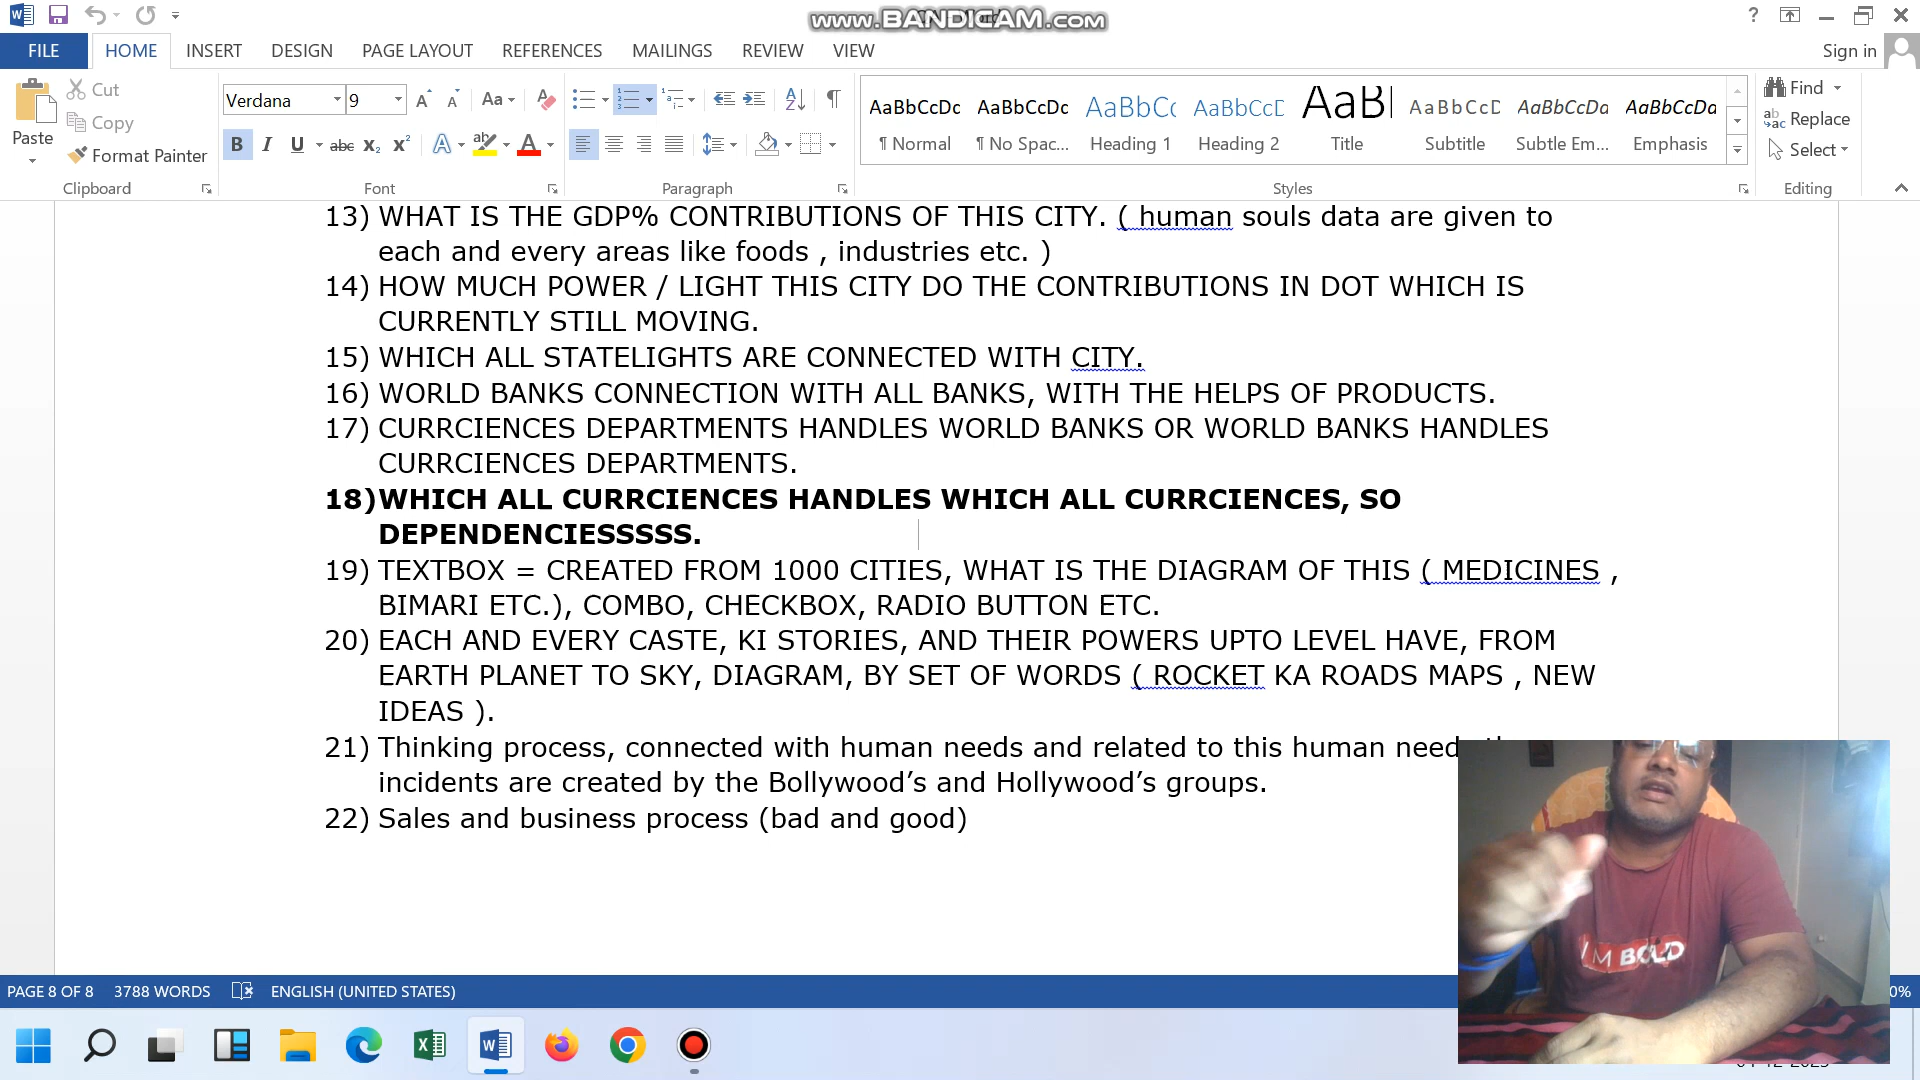 www.BANDICAM.com
FILE HOME INSERT DESIGN PAGE LAYOUT REFERENCES MAILINGS REVIEW VIEW Sign in
Paste
Cut
Copy
Format Painter
Verdana 9
Find
Replace
Select
AaBbCcDc AaBbCcDc AaBbC AaBbCcD AaB AaBbCcD AaBbCcDa AaBbCcDa
¶ Normal ¶ No Spac... Heading 1 Heading 2 Title Subtitle Subtle Em... Emphasis
Clipboard Font Paragraph Styles Editing
13) WHAT IS THE GDP% CONTRIBUTIONS OF THIS CITY. ( human souls data are given to
each and every areas like foods , industries etc. )
14) HOW MUCH POWER / LIGHT THIS CITY DO THE CONTRIBUTIONS IN DOT WHICH IS
CURRENTLY STILL MOVING.
15) WHICH ALL STATELIGHTS ARE CONNECTED WITH CITY.
16) WORLD BANKS CONNECTION WITH ALL BANKS, WITH THE HELPS OF PRODUCTS.
17) CURRCIENCES DEPARTMENTS HANDLES WORLD BANKS OR WORLD BANKS HANDLES
CURRCIENCES DEPARTMENTS.
18) WHICH ALL CURRCIENCES HANDLES WHICH ALL CURRCIENCES, SO
DEPENDENCIESSSSS.
19) TEXTBOX = CREATED FROM 1000 CITIES, WHAT IS THE DIAGRAM OF THIS ( MEDICINES ,
BIMARI ETC.), COMBO, CHECKBOX, RADIO BUTTON ETC.
20) EACH AND EVERY CASTE, KI STORIES, AND THEIR POWERS UPTO LEVEL HAVE, FROM
EARTH PLANET TO SKY, DIAGRAM, BY SET OF WORDS ( ROCKET KA ROADS MAPS , NEW
IDEAS ).
21) Thinking process, connected with human needs and related to this human need
incidents are created by the Bollywood’s and Hollywood’s groups.
22) Sales and business process (bad and good)
I M BOLD
PAGE 8 OF 8 3788 WORDS ENGLISH (UNITED STATES)